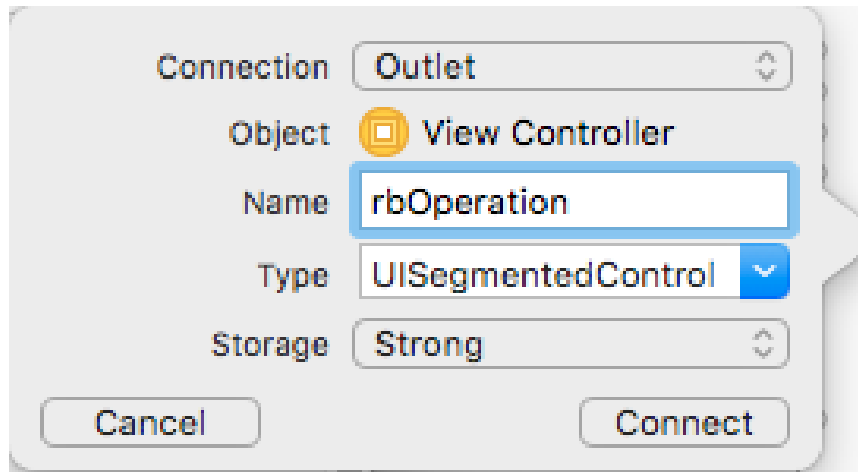 Connection Outlet
Object View Controller
Name rbOperation
Type UISegmentedControl
Storage Strong
Cancel Connect